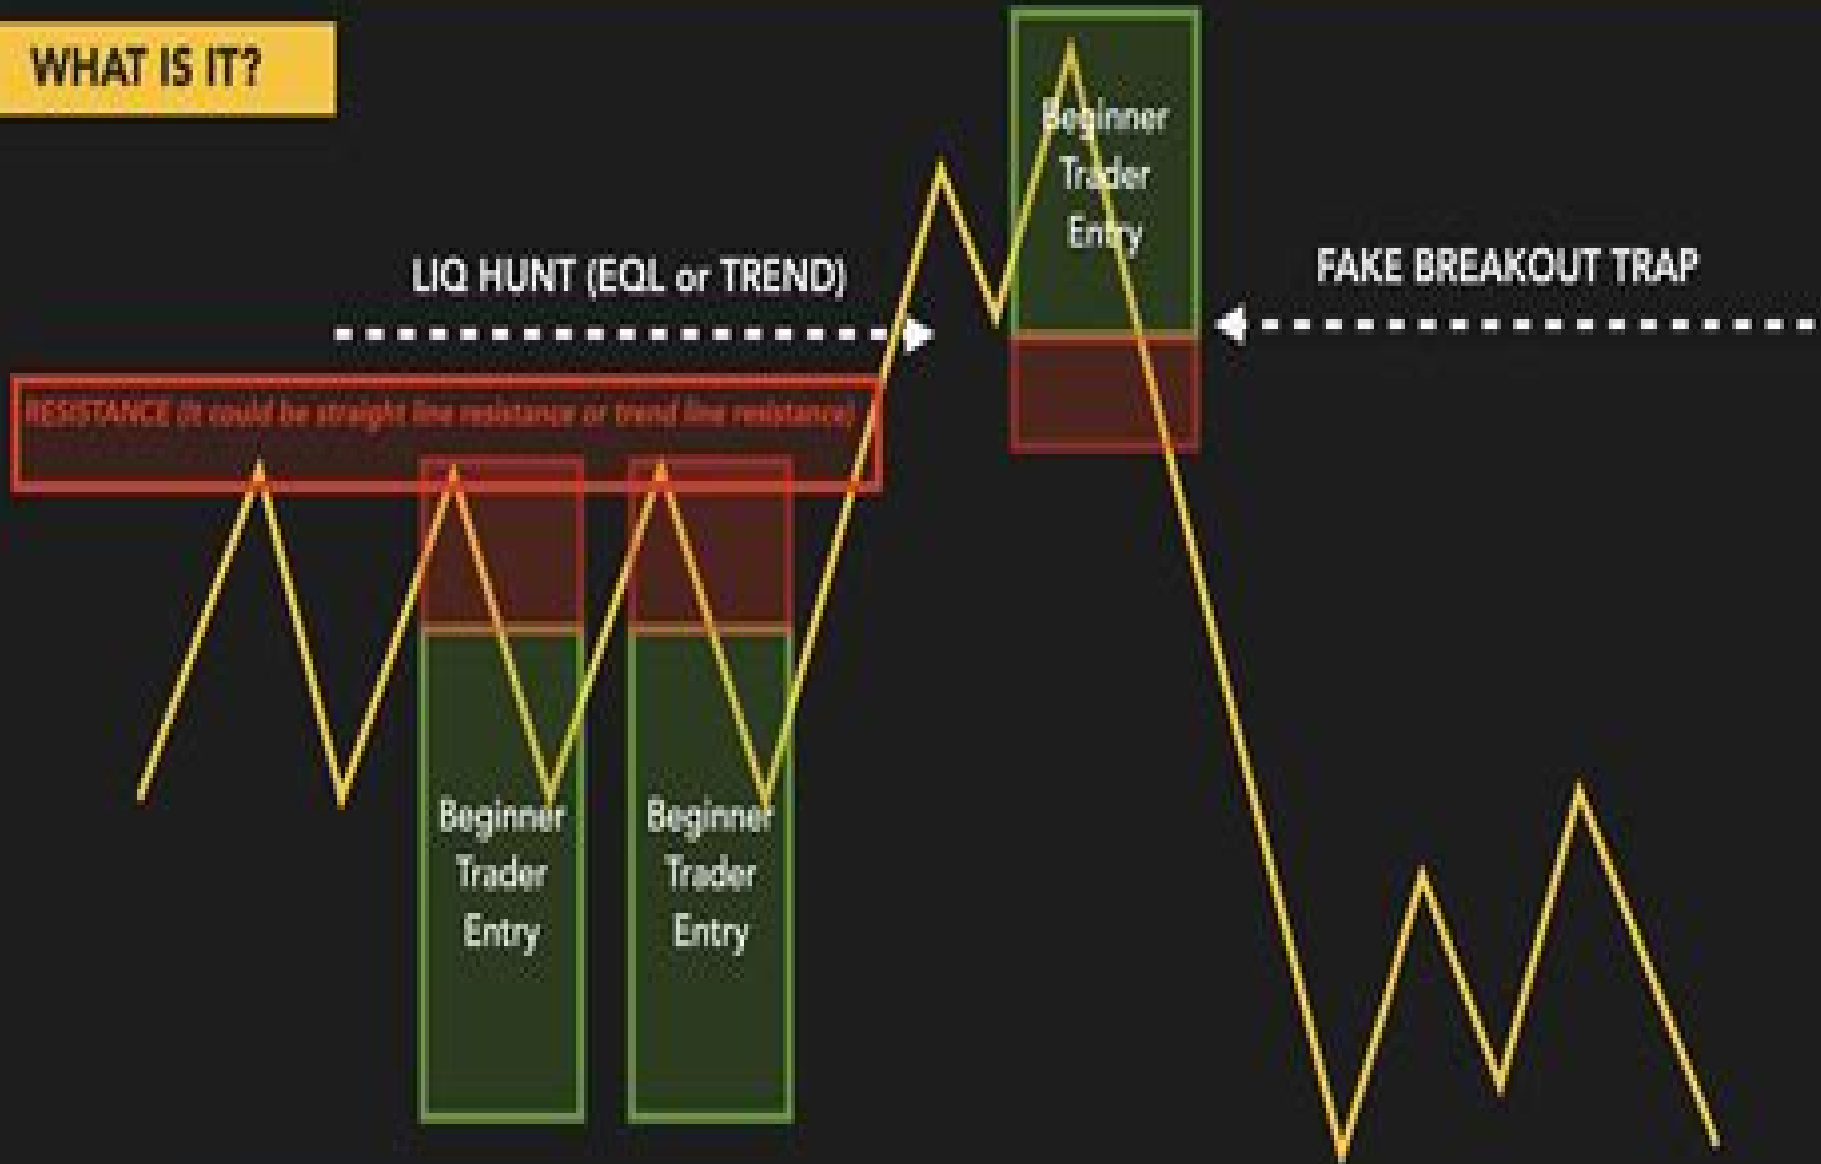 WHAT IS IT?
Beginner
Trader
Entry
LIQ HUNT (EQL or TREND)
FAKE BREAKOUT TRAP
RESISTANCE (it could be straight line resistance or trend line resistance)
Beginner
Trader
Entry
Beginner
Trader
Entry